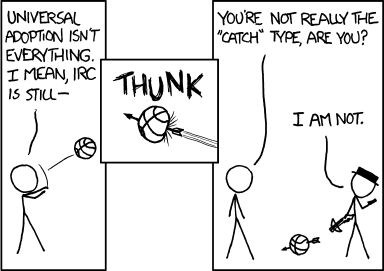 UNIVERSAL
ADOPTION ISN'T
EVERYTHING.
I MEAN, IRC
IS STILL—
THUNK
YOU'RE NOT REALLY THE
"CATCH" TYPE, ARE YOU?
I AM NOT.